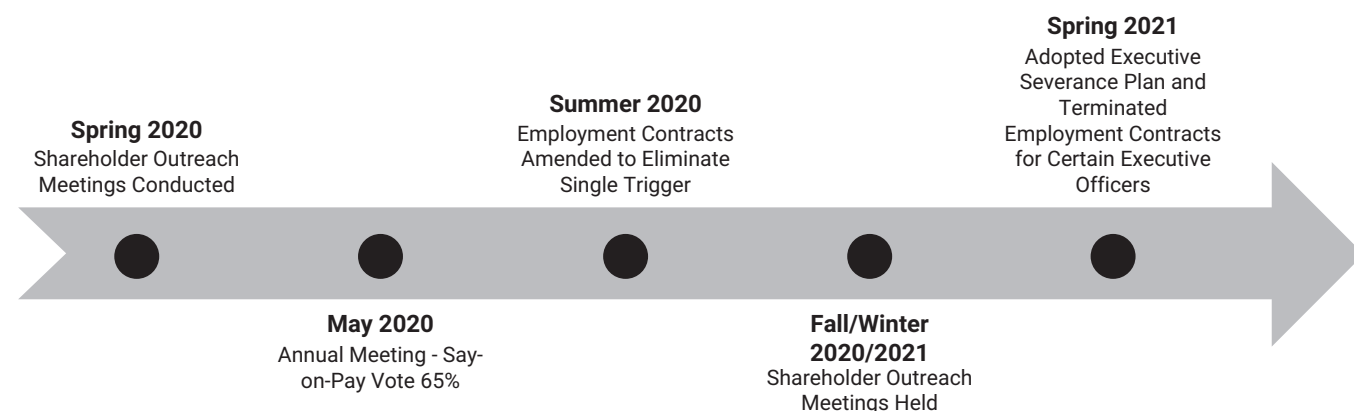 Spring 2020
Shareholder Outreach
Meetings Conducted
May 2020
Annual Meeting - Say-
on-Pay Vote 65%
Summer 2020
Employment Contracts
Amended to Eliminate
Single Trigger
Fall/Winter
2020/2021
Shareholder Outreach
Meetings Held
Spring 2021
Adopted Executive
Severance Plan and
Terminated
Employment Contracts
for Certain Executive
Officers